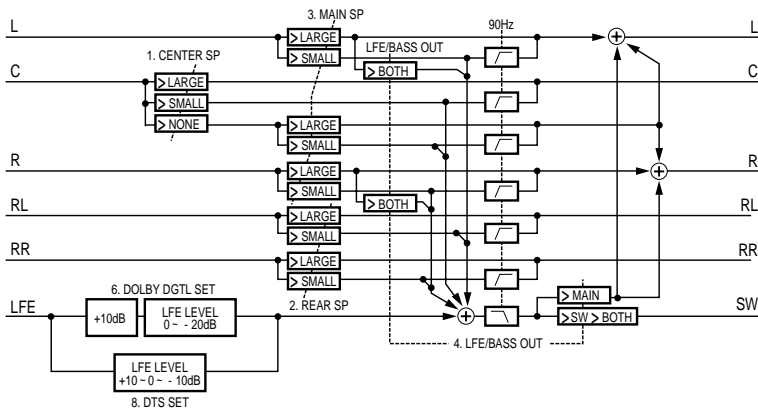 3. MAIN SP
90Hz
L
>LARGE
LFE/BASS OUT
L
1. CENTER SP
>SMALL
>BOTH
C
>LARGE
C
>SMALL
>NONE
>LARGE
>SMALL
R
>LARGE
R
>SMALL
>BOTH
RL
>LARGE
RL
>SMALL
RR
>LARGE
RR
>SMALL
6. DOLBY DGTL SET
2. REAR SP
>MAIN
LFE
+10dB
LFE LEVEL
0 ~ - 20dB
>SW >BOTH
SW
4. LFE/BASS OUT
LFE LEVEL
+10 ~ 0 ~ - 10dB
8. DTS SET